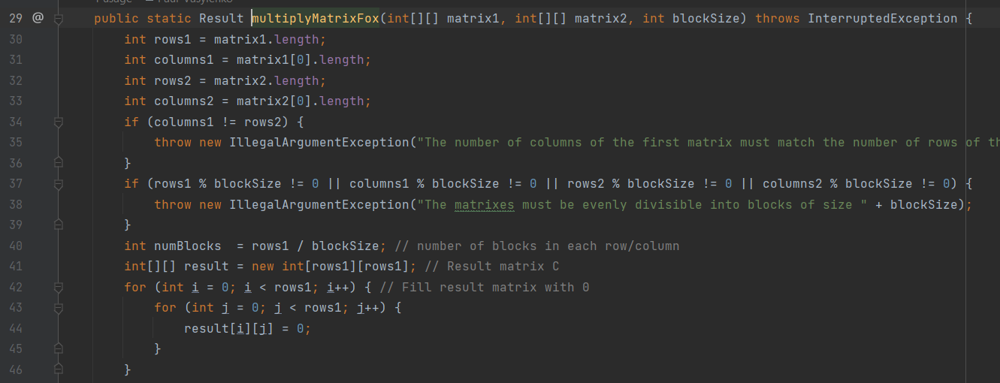 1 usage
29 @ public static Result multiplyMatrixFox(int[][] matrix1, int[][] matrix2, int blockSize) throws InterruptedException {
30 int rows1 = matrix1.length;
31 int columns1 = matrix1[0].length;
32 int rows2 = matrix2.length;
33 int columns2 = matrix2[0].length;
34 if (columns1 != rows2) {
35 throw new IllegalArgumentException("The number of columns of the first matrix must match the number of rows of th
36 }
37 if (rows1 % blockSize != 0 || columns1 % blockSize != 0 || rows2 % blockSize != 0 || columns2 % blockSize != 0) {
38 throw new IllegalArgumentException("The matrixes must be evenly divisible into blocks of size " + blockSize);
39 }
40 int numBlocks  = rows1 / blockSize; // number of blocks in each row/column
41 int[][] result = new int[rows1][rows1]; // Result matrix C
42 for (int i = 0; i < rows1; i++) { // Fill result matrix with 0
43 for (int j = 0; j < rows1; j++) {
44 result[i][j] = 0;
45 }
46 }